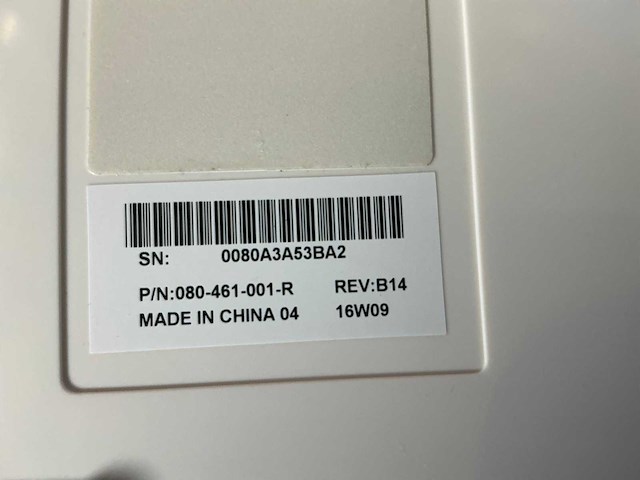 SN: 0080A3A53BA2
P/N:080-461-001-R REV:B14
MADE IN CHINA 04 16W09